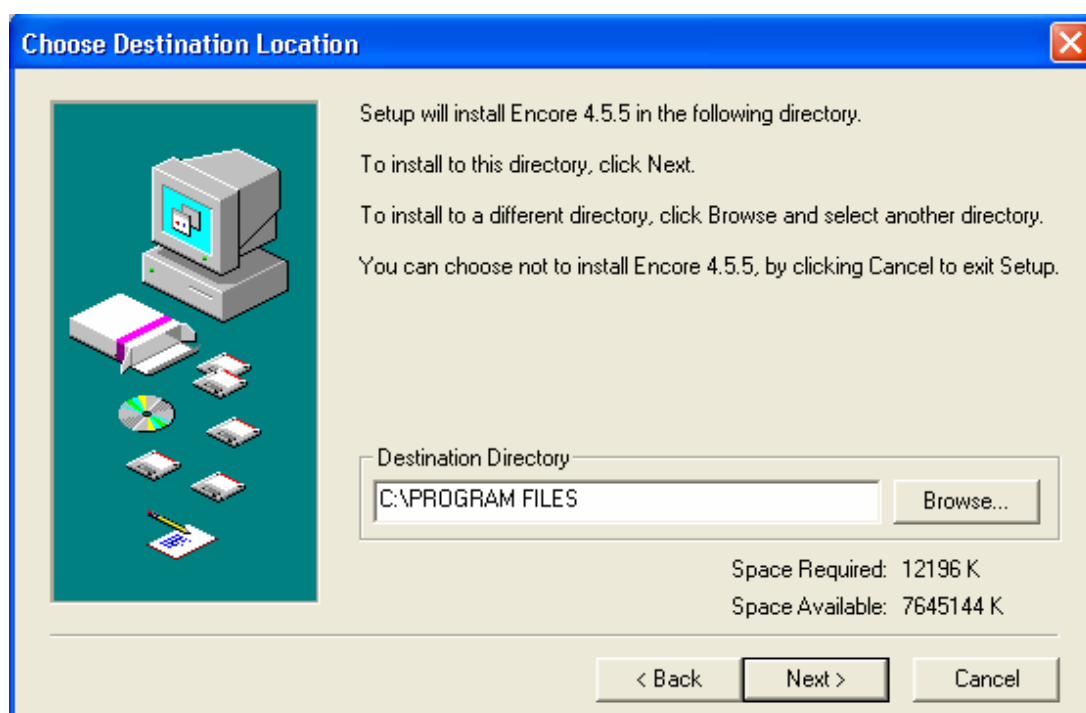 Choose Destination Location
Setup will install Encore 4.5.5 in the following directory.
To install to this directory, click Next.
To install to a different directory, click Browse and select another directory.
You can choose not to install Encore 4.5.5, by clicking Cancel to exit Setup.
Destination Directory
C:\PROGRAM FILES
Browse...
Space Required: 12196 K
Space Available: 7645144 K
< Back Next > Cancel